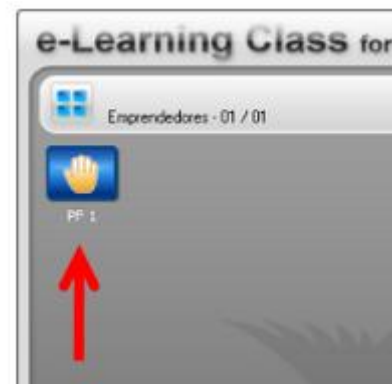 e-Learning Class for
Emprendedores - 01 / 01
PF 1